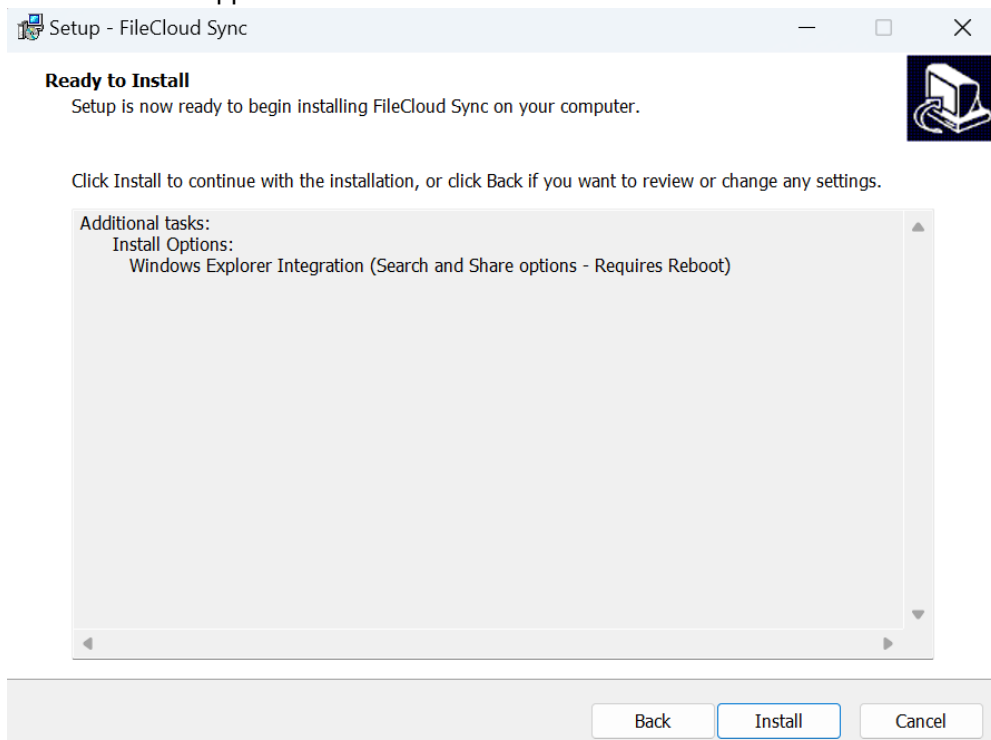 Setup - FileCloud Sync
Ready to Install
Setup is now ready to begin installing FileCloud Sync on your computer.
Click Install to continue with the installation, or click Back if you want to review or change any settings.
Additional tasks:
Install Options:
Windows Explorer Integration (Search and Share options - Requires Reboot)
Back Install Cancel